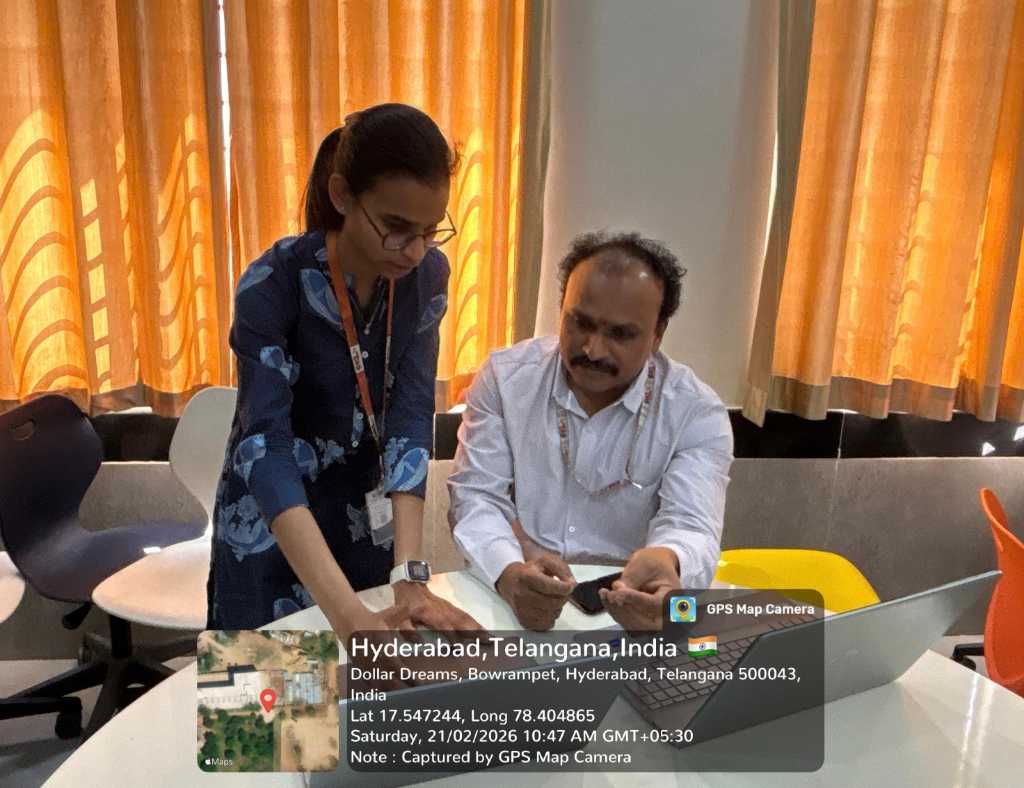 GPS Map Camera
Hyderabad,Telangana,India
Dollar Dreams, Bowrampet, Hyderabad, Telangana 500043,
India
Lat 17.547244, Long 78.404865
Saturday, 21/02/2026 10:47 AM GMT+05:30
Note : Captured by GPS Map Camera
Maps